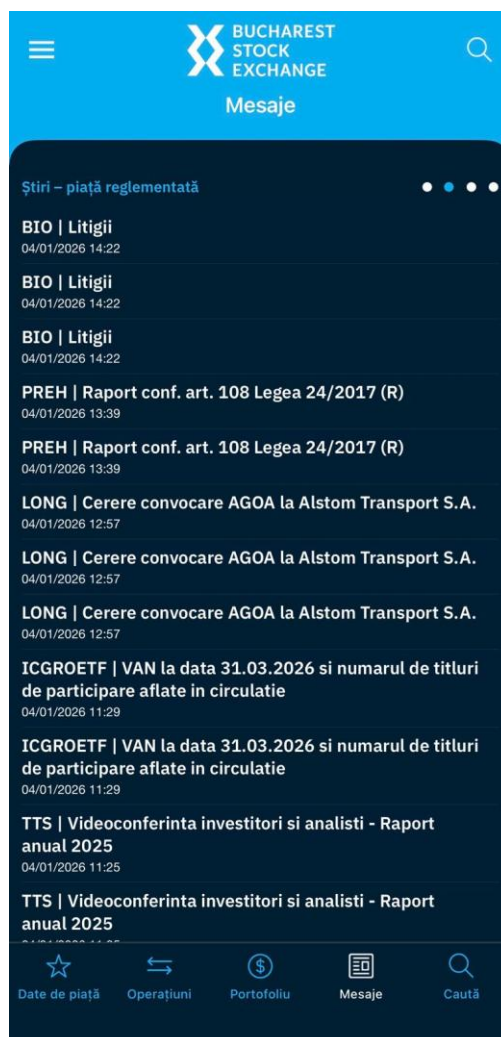 BUCHAREST
STOCK
EXCHANGE
Mesaje
Știri – piață reglementată
BIO | Litigii
04/01/2026 14:22
BIO | Litigii
04/01/2026 14:22
BIO | Litigii
04/01/2026 14:22
PREH | Raport conf. art. 108 Legea 24/2017 (R)
04/01/2026 13:39
PREH | Raport conf. art. 108 Legea 24/2017 (R)
04/01/2026 13:39
LONG | Cerere convocare AGOA la Alstom Transport S.A.
04/01/2026 12:57
LONG | Cerere convocare AGOA la Alstom Transport S.A.
04/01/2026 12:57
LONG | Cerere convocare AGOA la Alstom Transport S.A.
04/01/2026 12:57
ICGROETF | VAN la data 31.03.2026 si numarul de titluri
de participare aflate in circulatie
04/01/2026 11:29
ICGROETF | VAN la data 31.03.2026 si numarul de titluri
de participare aflate in circulatie
04/01/2026 11:29
TTS | Videoconferinta investitori si analisti - Raport
anual 2025
04/01/2026 11:25
TTS | Videoconferinta investitori si analisti - Raport
anual 2025
Date de piață Operațiuni Portofoliu Mesaje Caută